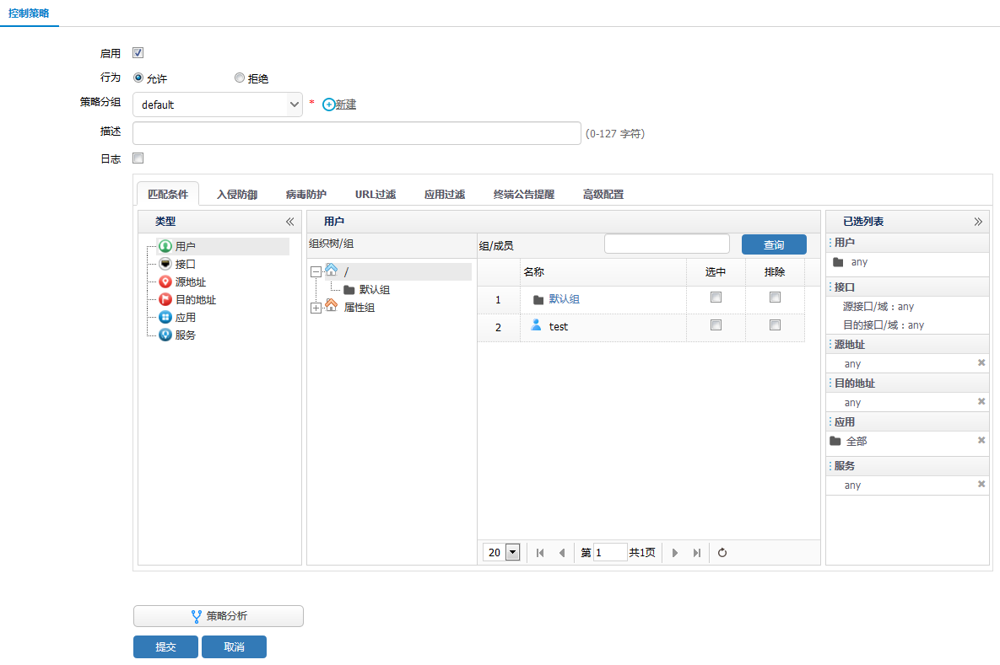 控制策略
启用
行为 允许 拒绝
策略分组 default * 新建
描述 (0-127 字符)
日志
匹配条件 入侵防御 病毒防护 URL过滤 应用过滤 终端公告提醒 高级配置
类型
用户
接口
源地址
目的地址
应用
服务
用户
组织树/组
/
默认组
属性组
组/成员 查询
名称 选中 排除
1 默认组
2 test
20 第 1 共1页
已选列表
用户
any
接口
源接口/域 : any
目的接口/域 : any
源地址
any
目的地址
any
应用
全部
服务
any
策略分析
提交 取消